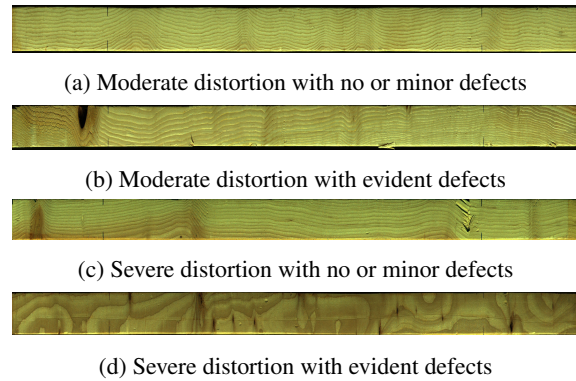 (a) Moderate distortion with no or minor defects
(b) Moderate distortion with evident defects
(c) Severe distortion with no or minor defects
(d) Severe distortion with evident defects